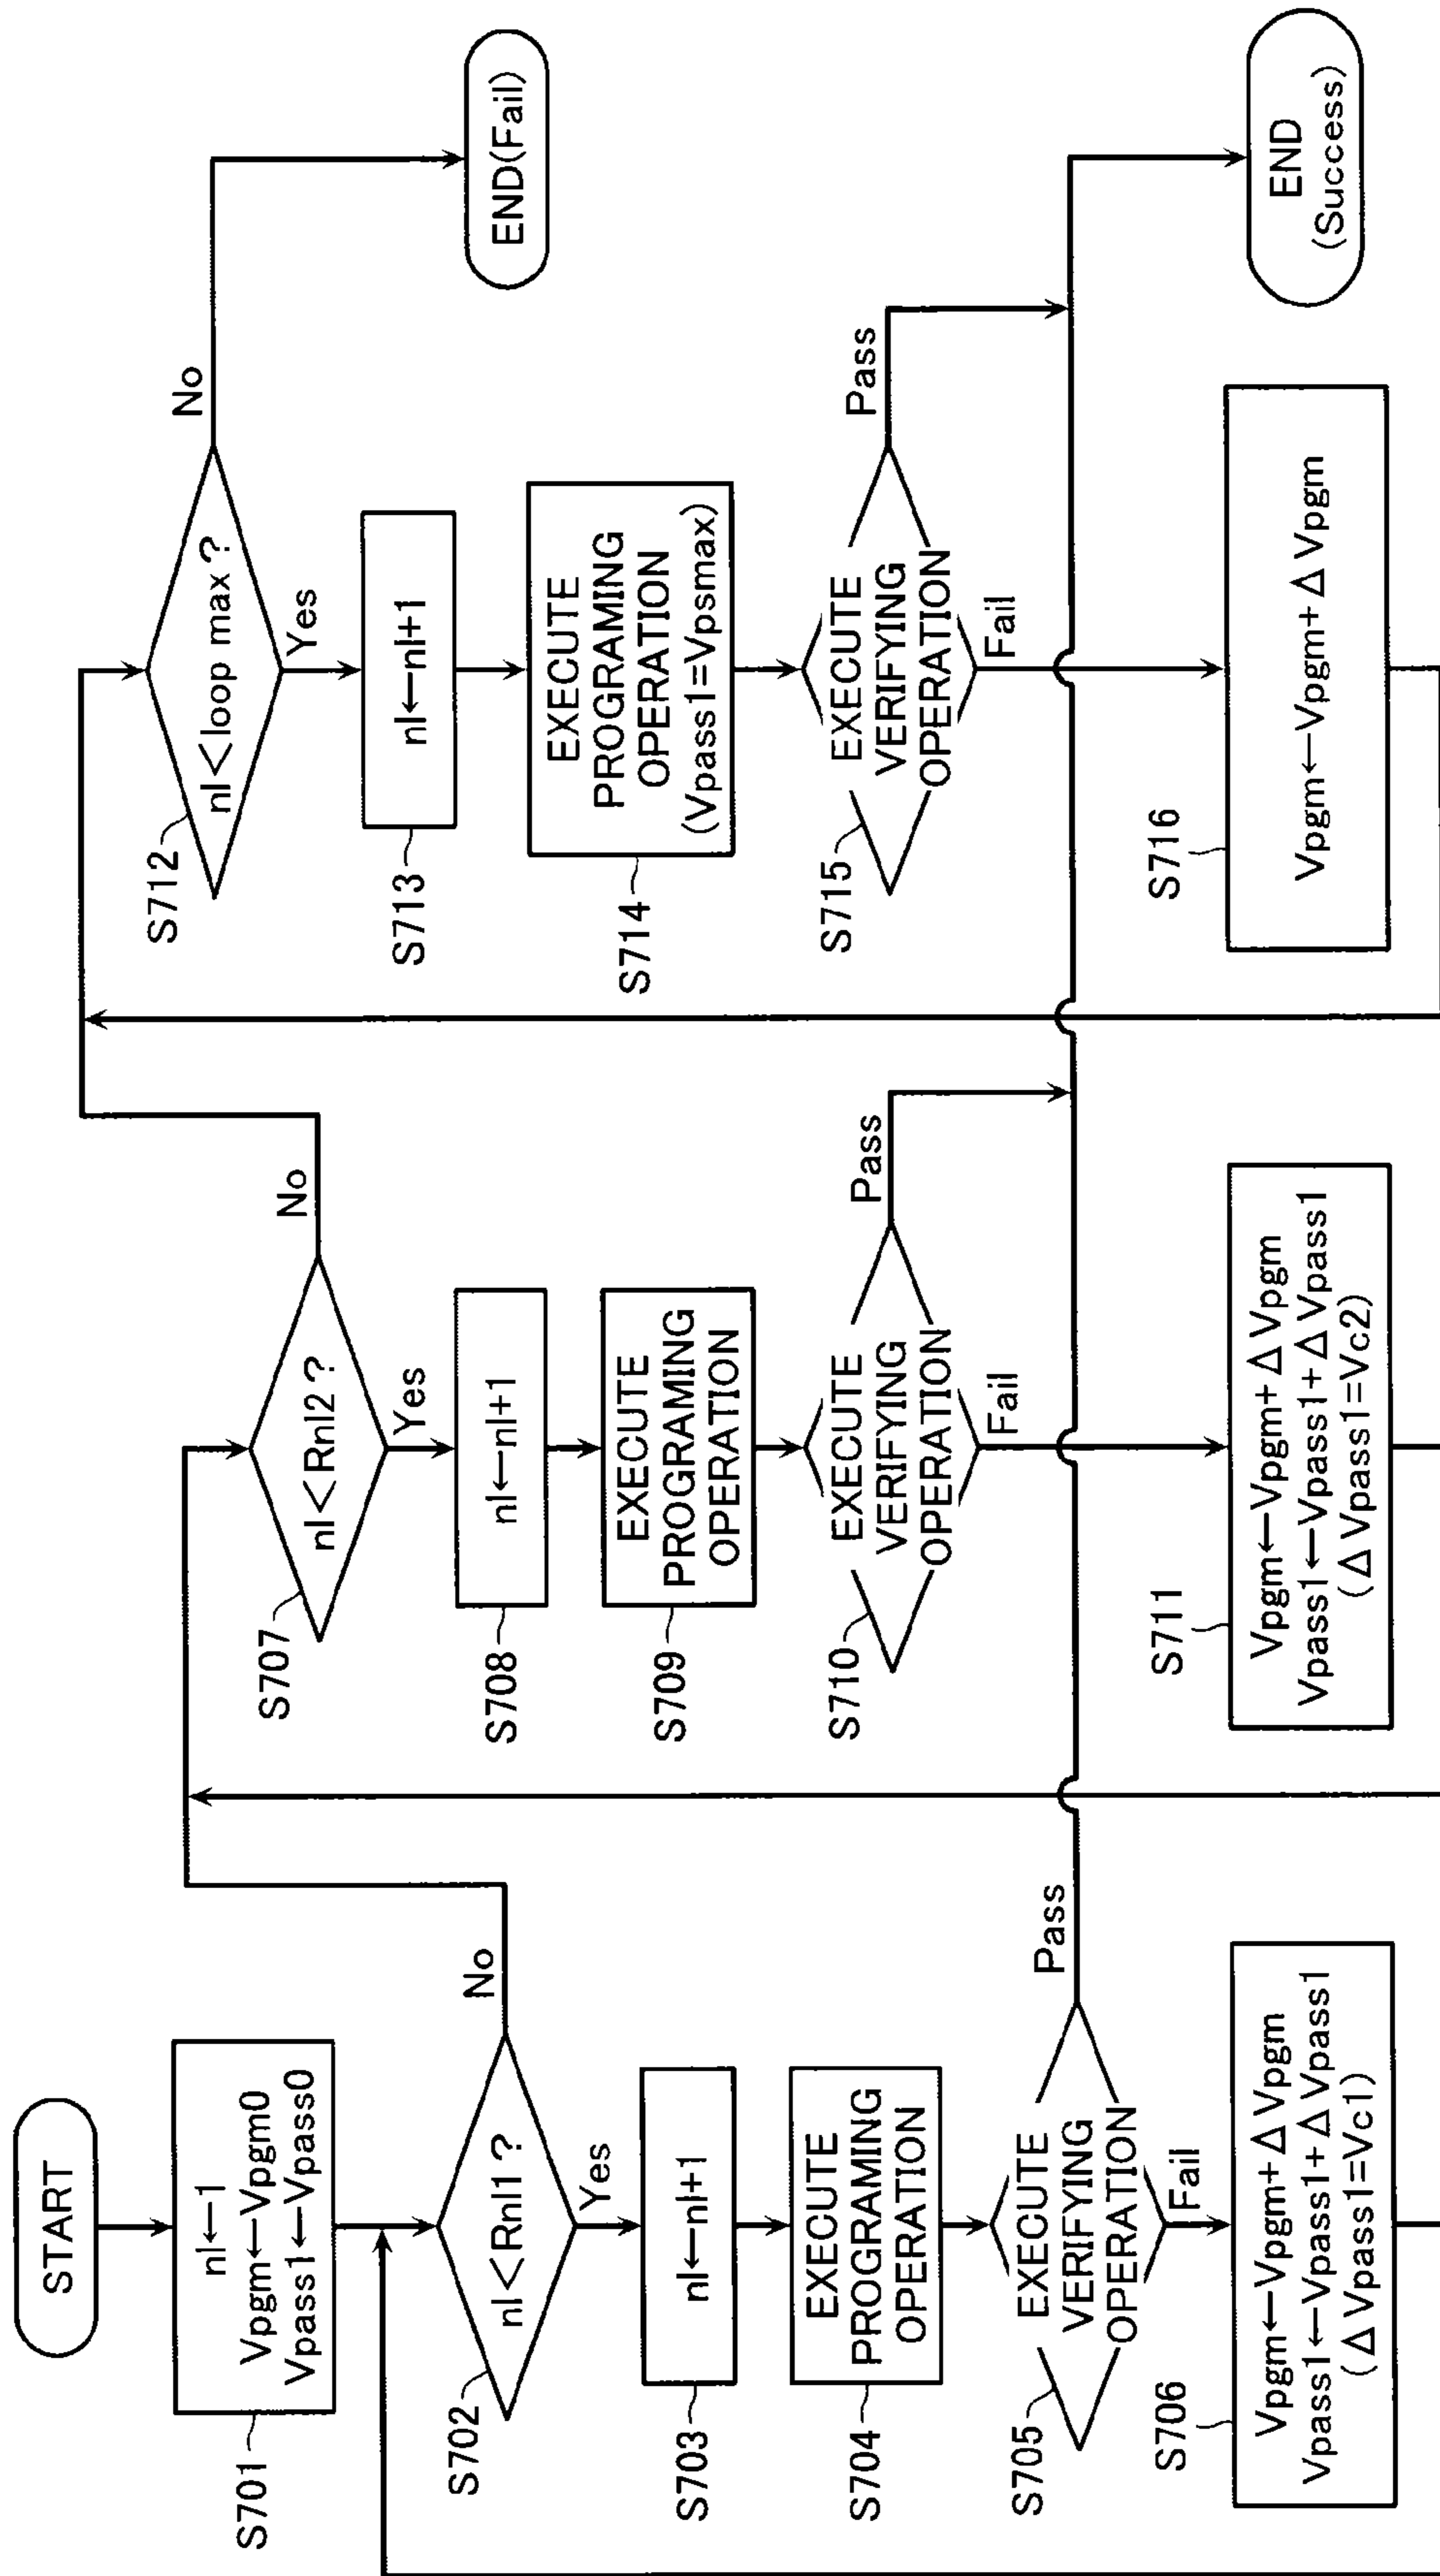 START
S701
nl←1
Vpgm←Vpgm0
Vpass1←Vpass0
S702
nl<Rnl1?
No
Yes
S703
nl←nl+1
S704
EXECUTE
PROGRAMING
OPERATION
S705
EXECUTE
VERIFYING
OPERATION
Pass
Fail
S706
Vpgm←Vpgm+ΔVpgm
Vpass1←Vpass1+ΔVpass1
(ΔVpass1=Vc1)
S707
nl<Rnl2?
No
Yes
S708
nl←nl+1
S709
EXECUTE
PROGRAMING
OPERATION
S710
EXECUTE
VERIFYING
OPERATION
Pass
Fail
S711
Vpgm←Vpgm+ΔVpgm
Vpass1←Vpass1+ΔVpass1
(ΔVpass1=Vc2)
S712
nl<loop max?
No
Yes
END(Fail)
S713
nl←nl+1
S714
EXECUTE
PROGRAMING
OPERATION
(Vpass1=Vpsmax)
S715
EXECUTE
VERIFYING
OPERATION
Pass
Fail
S716
Vpgm←Vpgm+ΔVpgm
END
(Success)